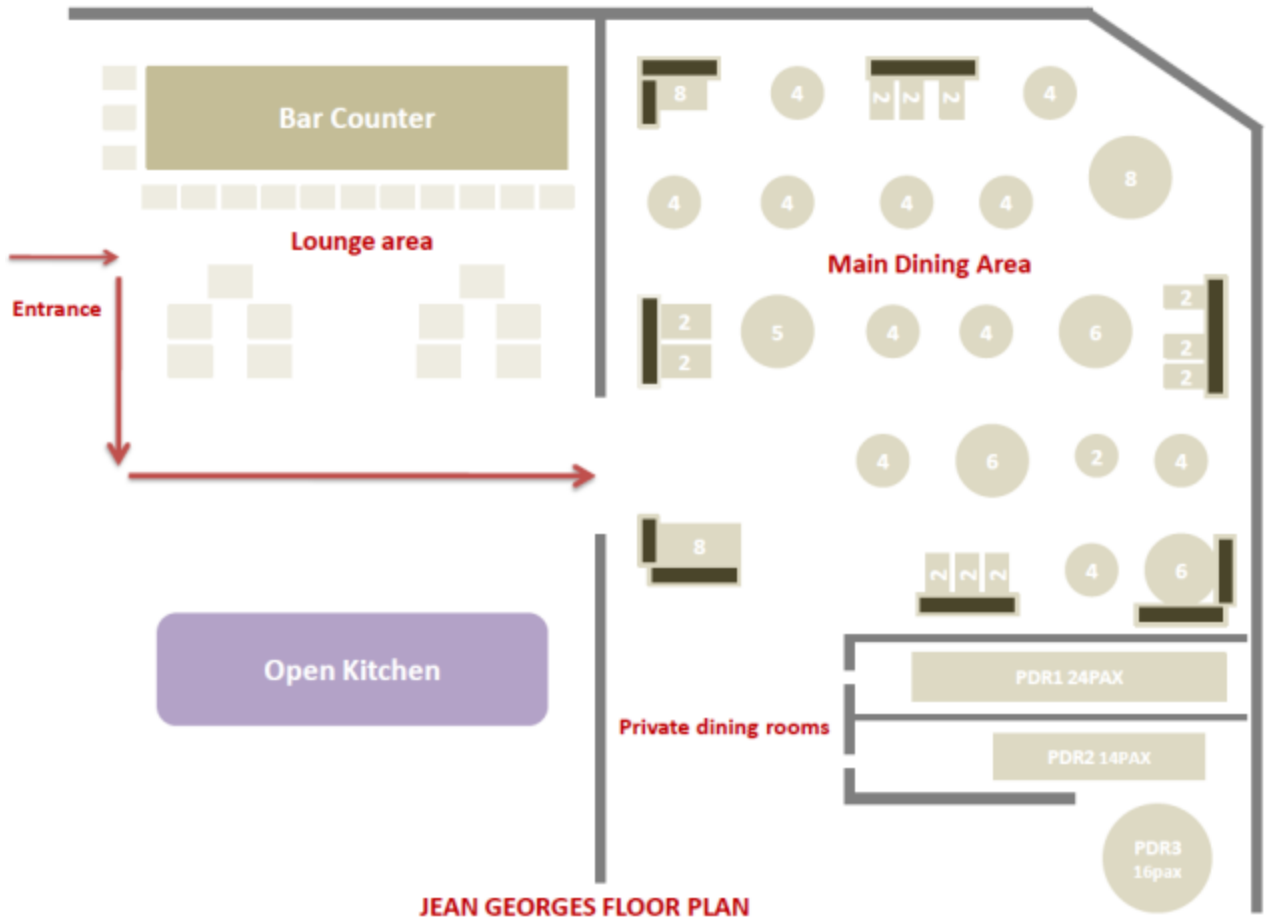 Bar Counter
Lounge area
Entrance
Open Kitchen
8
4
2
2
2
4
8
4
4
4
4
Main Dining Area
2
2
5
4
4
6
2
2
2
4
6
2
4
8
2
2
2
4
6
PDR1 24PAX
Private dining rooms
PDR2 14PAX
PDR3
16pax
JEAN GEORGES FLOOR PLAN